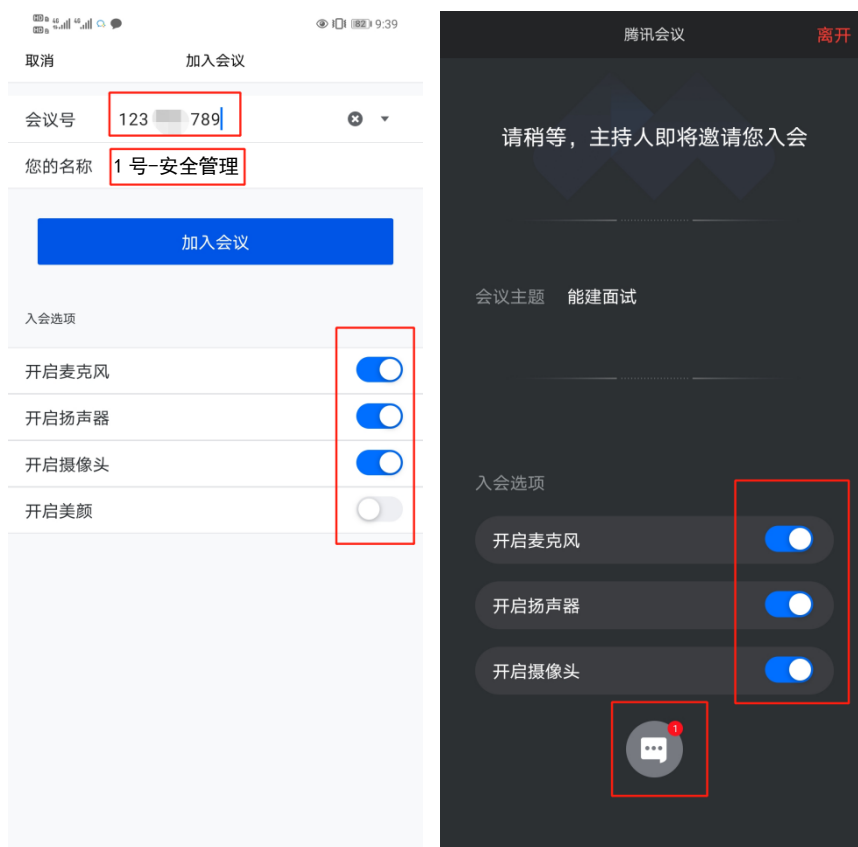 82 9:39
取消 加入会议
会议号 123 789
您的名称 1号-安全管理
加入会议
入会选项
开启麦克风
开启扬声器
开启摄像头
开启美颜
腾讯会议 离开
请稍等，主持人即将邀请您入会
会议主题 能建面试
入会选项
开启麦克风
开启扬声器
开启摄像头
1